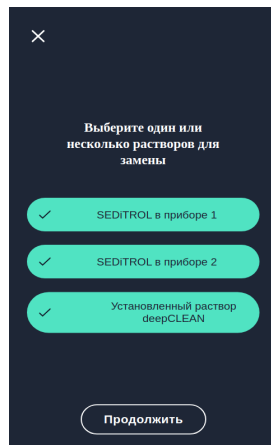 Выберите один или
несколько растворов для
замены
SEDiTROL в приборе 1
SEDiTROL в приборе 2
Установленный раствор
deepCLEAN
Продолжить